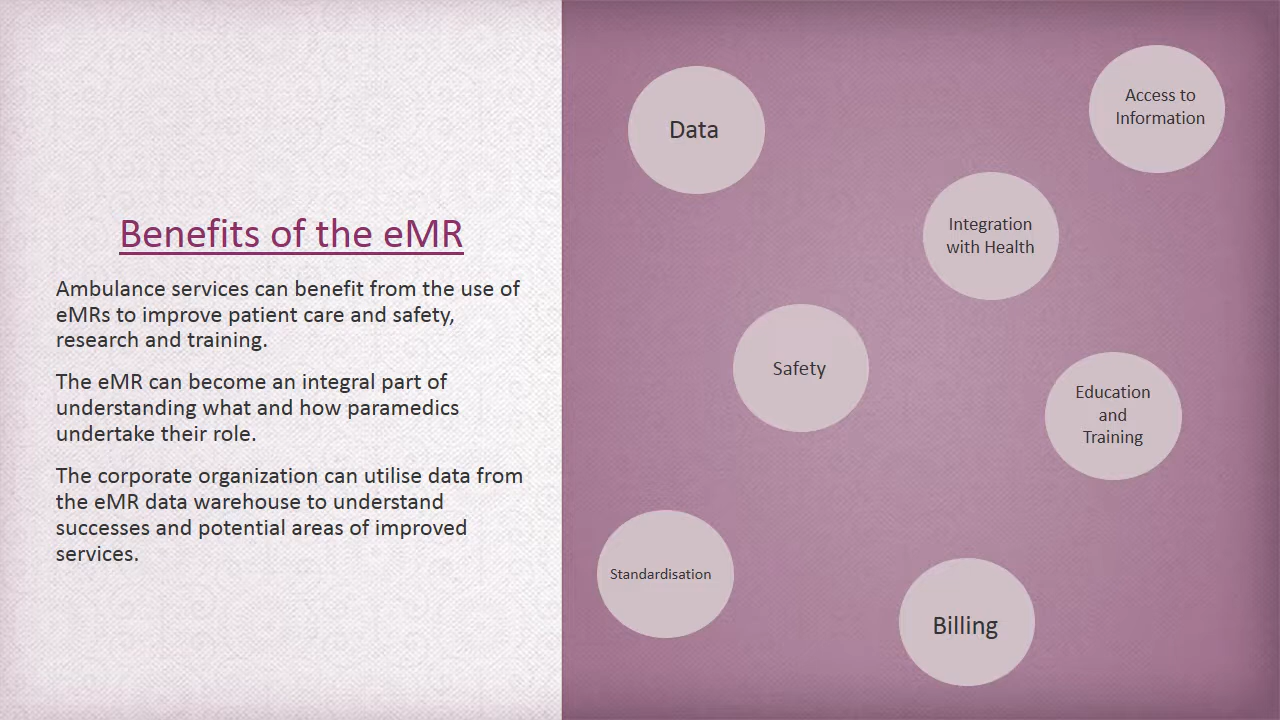 Benefits of the eMR
Ambulance services can benefit from the use of
eMRs to improve patient care and safety,
research and training.
The eMR can become an integral part of
understanding what and how paramedics
undertake their role.
The corporate organization can utilise data from
the eMR data warehouse to understand
successes and potential areas of improved
services.
Data
Access to
Information
Integration
with Health
Safety
Education
and
Training
Standardisation
Billing